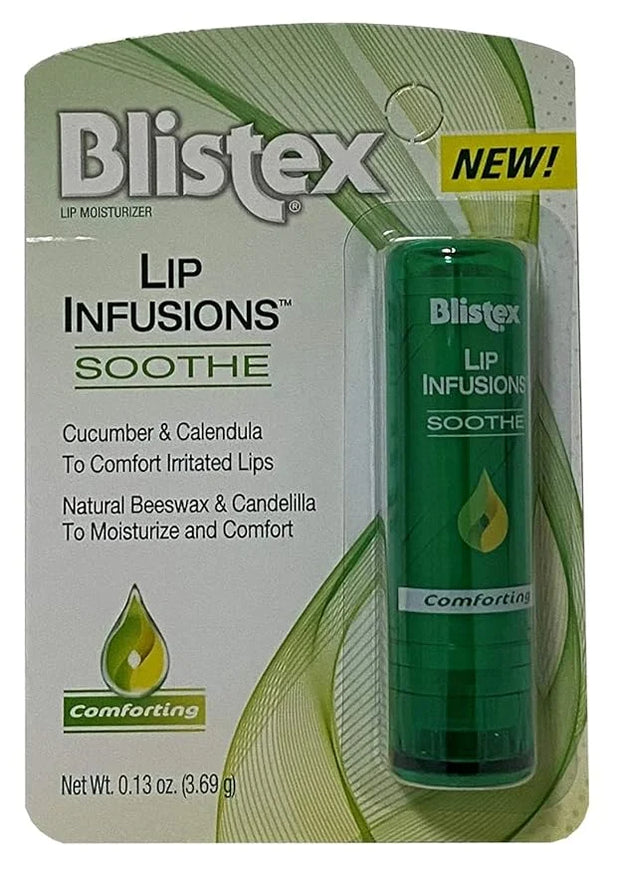 Blistex®
LIP MOISTURIZER
NEW!
LIP
INFUSIONS™
SOOTHE
Cucumber & Calendula
To Comfort Irritated Lips
Natural Beeswax & Candelilla
To Moisturize and Comfort
Comforting
Net Wt. 0.13 oz. (3.69 g)
Blistex
LIP
INFUSIONS
SOOTHE
Comforting